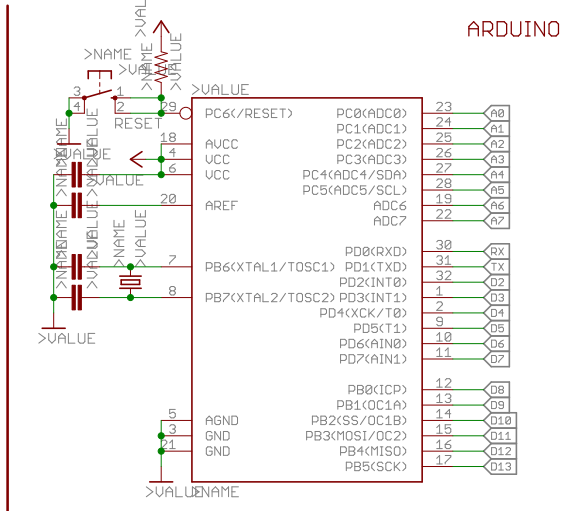 ARDUINO
>VALUE
>NAME
>VALUE
>NAME
>VALUE
3
1
4
2
RESET
>VALUE
29
PC6(/RESET)
PC0(ADC0)
23
A0
PC1(ADC1)
24
A1
18
AVCC
PC2(ADC2)
25
A2
4
VCC
PC3(ADC3)
26
A3
6
VCC
PC4(ADC4/SDA)
27
A4
PC5(ADC5/SCL)
28
A5
20
AREF
ADC6
19
A6
ADC7
22
A7
>NAME
>VALUE
>VALUE
>VALUE
>NAME
>VALUE
>NAME
>VALUE
>NAME
>VALUE
>NAME
>VALUE
PD0(RXD)
30
RX
7
PB6(XTAL1/TOSC1)
PD1(TXD)
31
TX
PD2(INT0)
32
D2
8
PB7(XTAL2/TOSC2)
PD3(INT1)
1
D3
PD4(XCK/T0)
2
D4
PD5(T1)
9
D5
PD6(AIN0)
10
D6
PD7(AIN1)
11
D7
>VALUE
PB0(ICP)
12
D8
PB1(OC1A)
13
D9
5
AGND
PB2(SS/OC1B)
14
D10
3
GND
PB3(MOSI/OC2)
15
D11
21
GND
PB4(MISO)
16
D12
PB5(SCK)
17
D13
>VALUE
>NAME